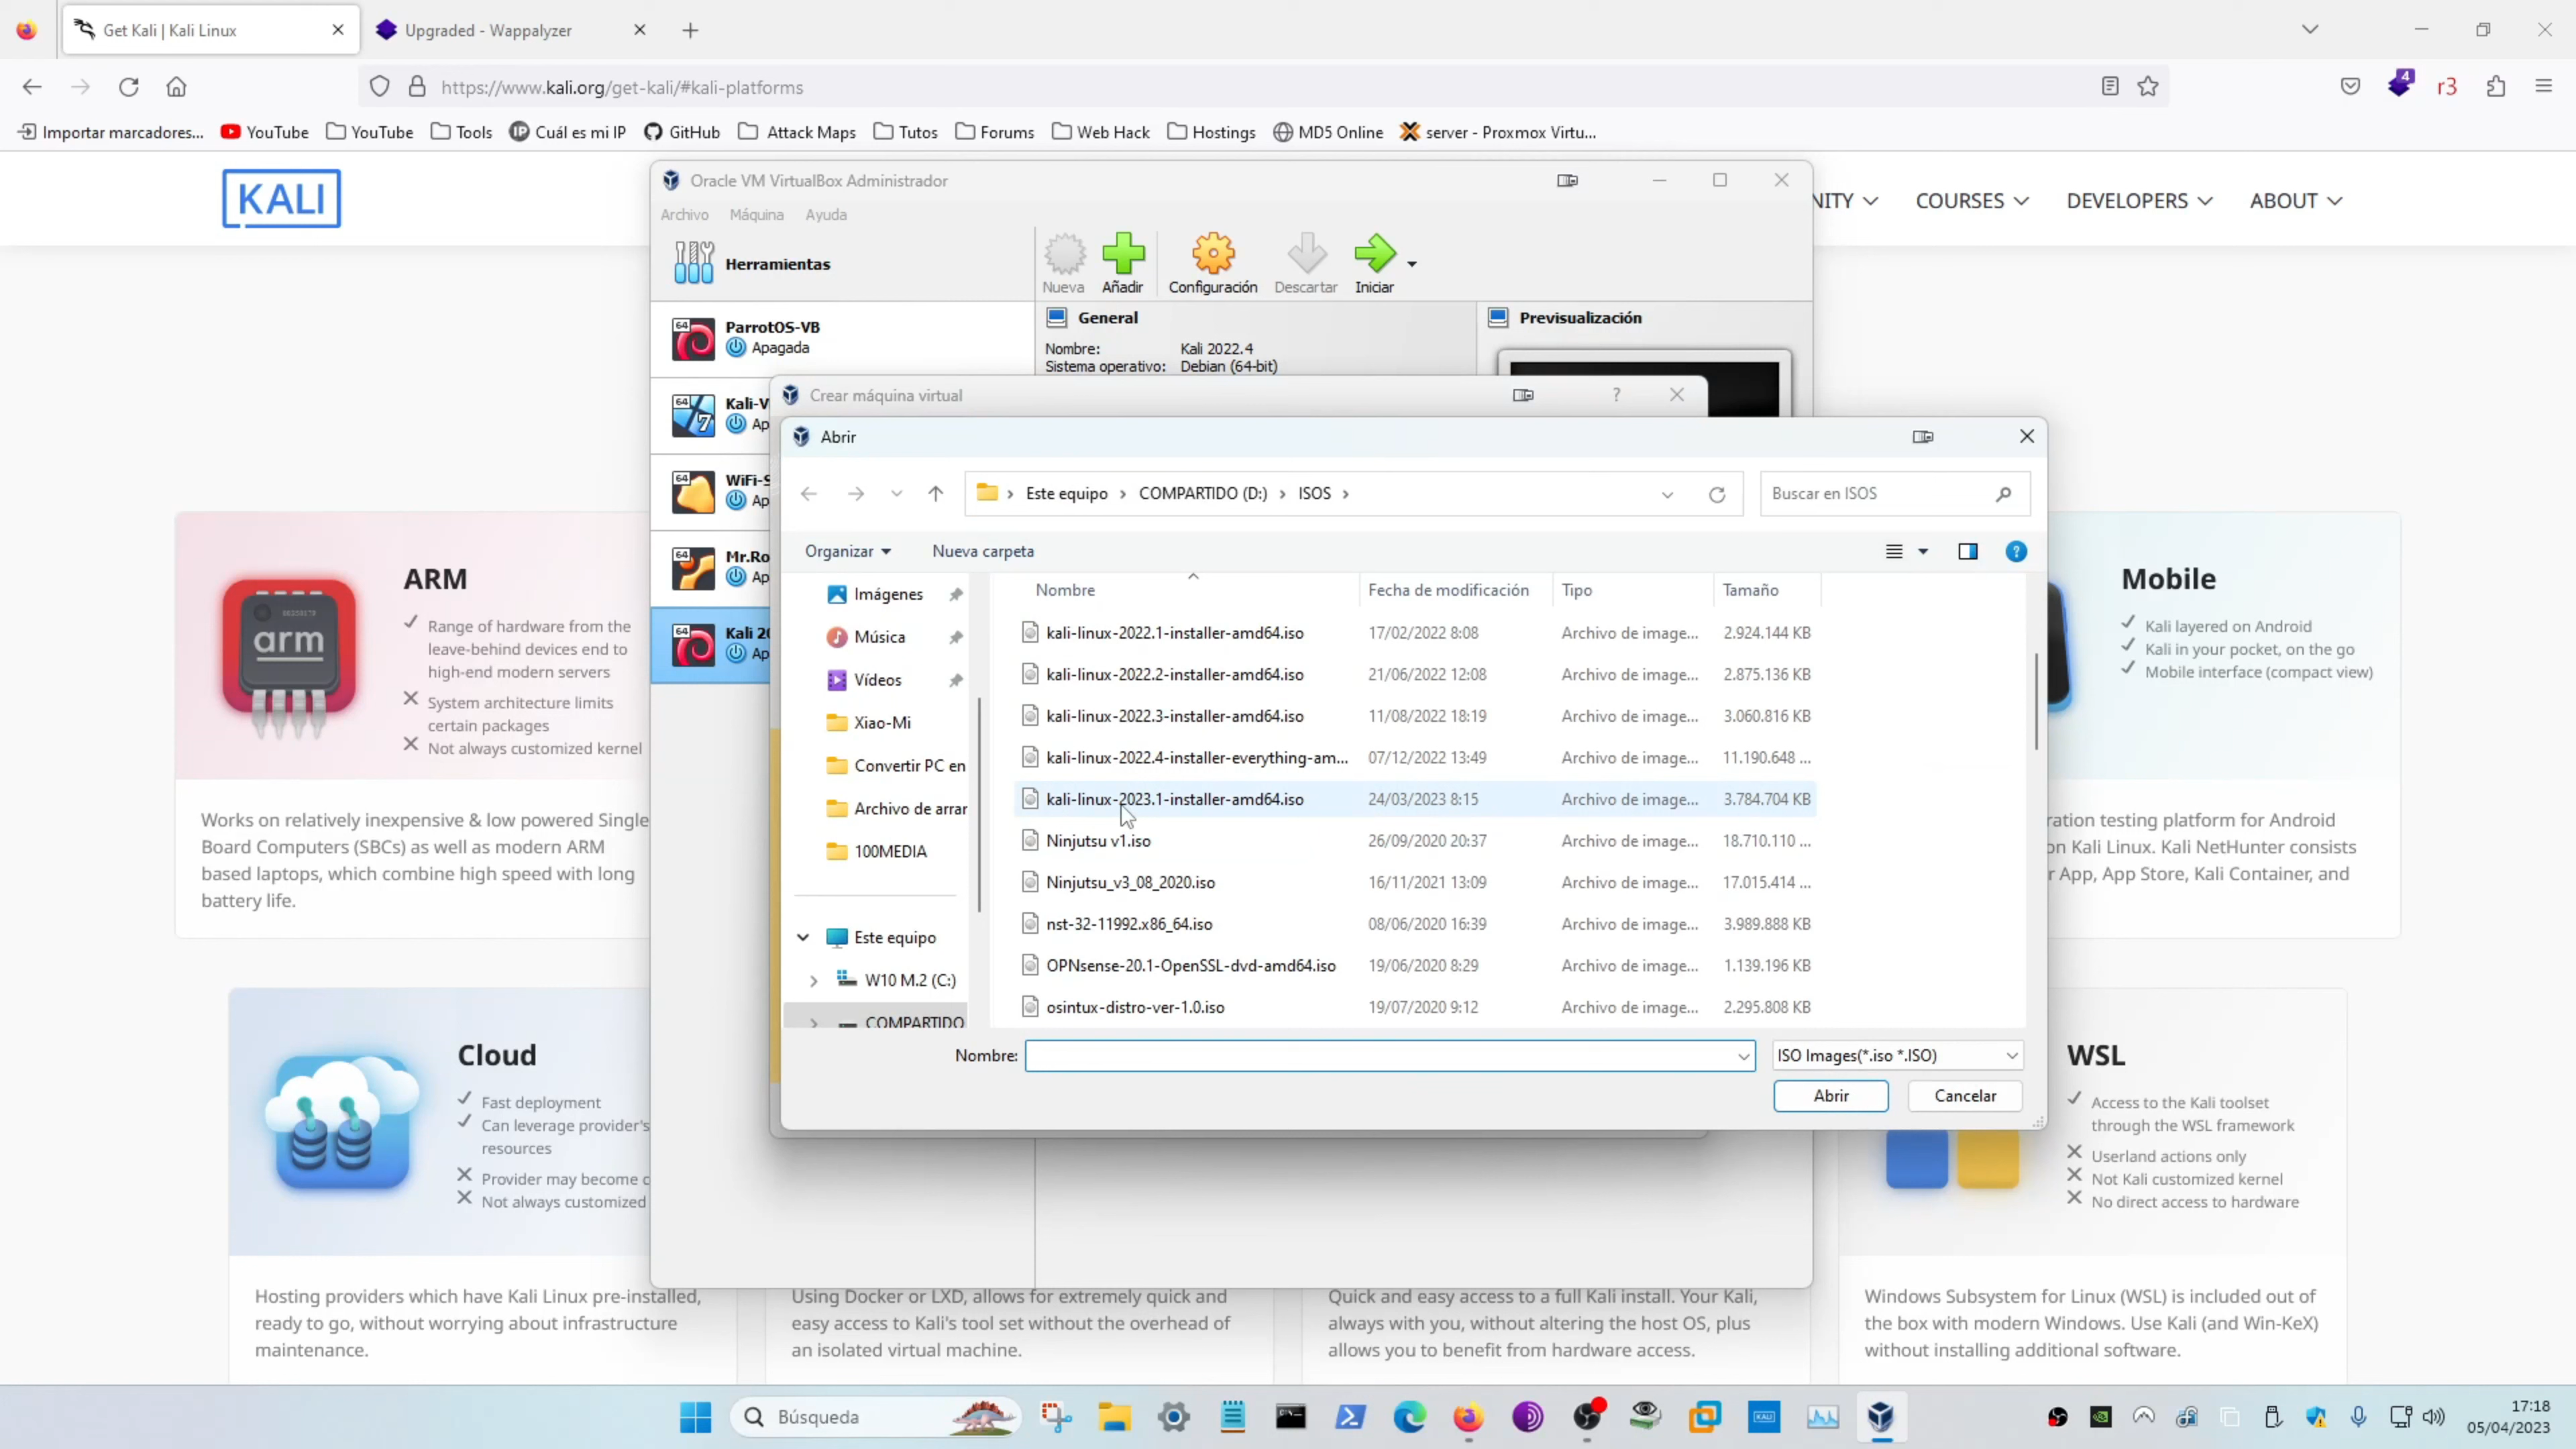 Get Kali | Kali Linux
Upgraded - Wappalyzer
https://www.kali.org/get-kali/#kali-platforms
4
r3
Importar marcadores...
YouTube
YouTube
Tools
Cuál es mi IP
GitHub
Attack Maps
Tutos
Forums
Web Hack
Hostings
MD5 Online
server - Proxmox Virtu...
KALI
NITY
COURSES
DEVELOPERS
ABOUT
Oracle VM VirtualBox Administrador
Archivo Máquina Ayuda
Herramientas
Nueva
Añadir
Configuración
Descartar
Iniciar
64
ParrotOS-VB
Apagada
64
7
Kali-V
Ap
64
WiFi-S
Ap
64
Mr.Ro
Ap
64
Kali 20
Ap
General
Nombre: Kali 2022.4
Sistema operativo: Debian (64-bit)
Previsualización
Crear máquina virtual
?
Abrir
Este equipo
COMPARTIDO (D:)
ISOS
Buscar en ISOS
Organizar
Nueva carpeta
?
Imágenes
Música
Vídeos
Xiao-Mi
Convertir PC en
Archivo de arrar
100MEDIA
Este equipo
W10 M.2 (C:)
COMPARTIDO
Nombre Fecha de modificación Tipo Tamaño
kali-linux-2022.1-installer-amd64.iso 17/02/2022 8:08 Archivo de image... 2.924.144 KB
kali-linux-2022.2-installer-amd64.iso 21/06/2022 12:08 Archivo de image... 2.875.136 KB
kali-linux-2022.3-installer-amd64.iso 11/08/2022 18:19 Archivo de image... 3.060.816 KB
kali-linux-2022.4-installer-everything-am... 07/12/2022 13:49 Archivo de image... 11.190.648 ...
kali-linux-2023.1-installer-amd64.iso 24/03/2023 8:15 Archivo de image... 3.784.704 KB
Ninjutsu v1.iso 26/09/2020 20:37 Archivo de image... 18.710.110 ...
Ninjutsu_v3_08_2020.iso 16/11/2021 13:09 Archivo de image... 17.015.414 ...
nst-32-11992.x86_64.iso 08/06/2020 16:39 Archivo de image... 3.989.888 KB
OPNsense-20.1-OpenSSL-dvd-amd64.iso 19/06/2020 8:29 Archivo de image... 1.139.196 KB
osintux-distro-ver-1.0.iso 19/07/2020 9:12 Archivo de image... 2.295.808 KB
Nombre:
ISO Images(*.iso *.ISO)
Abrir
Cancelar
arm
ARM
Range of hardware from the
leave-behind devices end to
high-end modern servers
System architecture limits
certain packages
Not always customized kernel
Works on relatively inexpensive & low powered Single
Board Computers (SBCs) as well as modern ARM
based laptops, which combine high speed with long
battery life.
Mobile
Kali layered on Android
Kali in your pocket, on the go
Mobile interface (compact view)
ration testing platform for Android
on Kali Linux. Kali NetHunter consists
r App, App Store, Kali Container, and
Cloud
Fast deployment
Can leverage provider's
resources
Provider may become c
Not always customized
Hosting providers which have Kali Linux pre-installed,
ready to go, without worrying about infrastructure
maintenance.
Using Docker or LXD, allows for extremely quick and
easy access to Kali's tool set without the overhead of
an isolated virtual machine.
Quick and easy access to a full Kali install. Your Kali,
always with you, without altering the host OS, plus
allows you to benefit from hardware access.
WSL
Access to the Kali toolset
through the WSL framework
Userland actions only
Not Kali customized kernel
No direct access to hardware
Windows Subsystem for Linux (WSL) is included out of
the box with modern Windows. Use Kali (and Win-KeX)
without installing additional software.
Búsqueda
KALI
17:18
05/04/2023